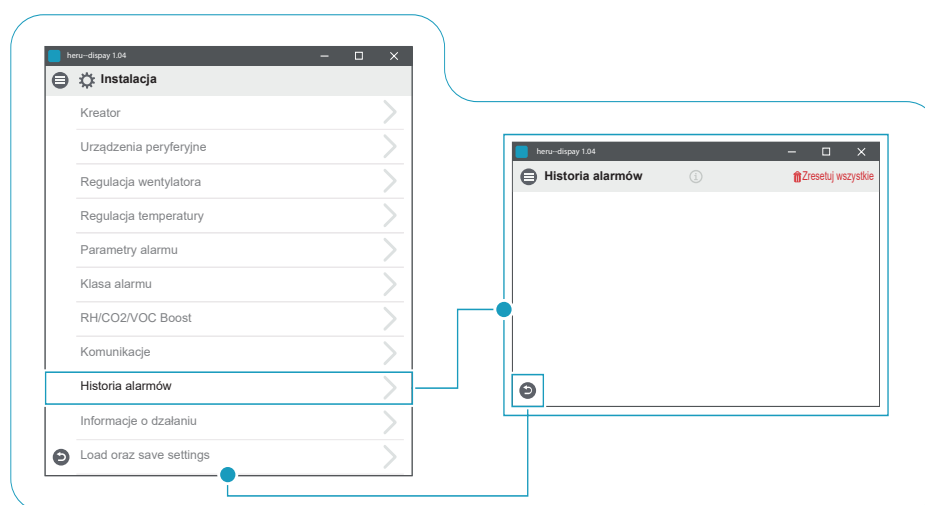 heru--dispay 1.04
Instalacja
Kreator
Urządzenia peryferyjne
Regulacja wentylatora
Regulacja temperatury
Parametry alarmu
Klasa alarmu
RH/CO2/VOC Boost
Komunikacje
Historia alarmów
Informacje o dzałaniu
Load oraz save settings
heru--dispay 1.04
Historia alarmów
Zresetuj wszystkie